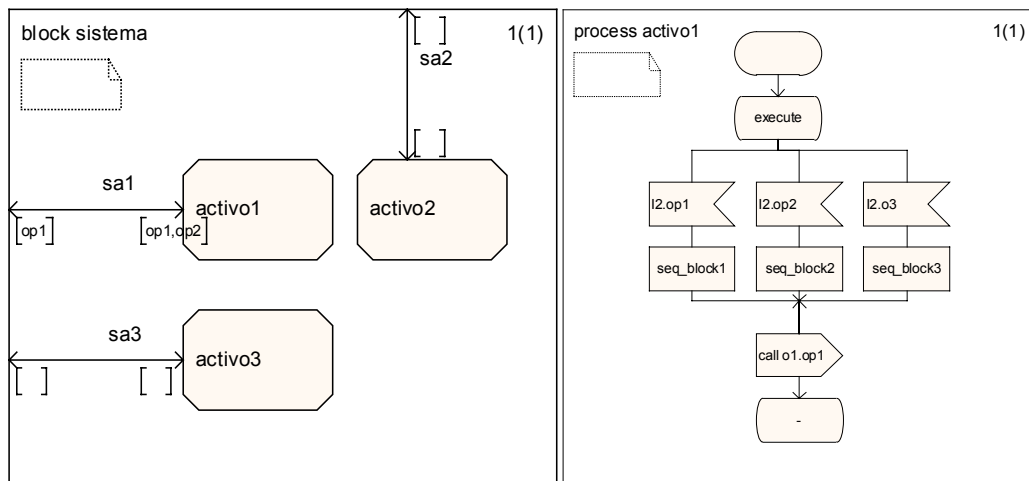 block sistema
1(1)
[ ]
sa2
[ ]
sa1
activo1
activo2
[op1]
[op1,op2]
sa3
activo3
[ ]
[ ]
process activo1
1(1)
execute
I2.op1
I2.op2
I2.o3
seq_block1
seq_block2
seq_block3
call o1.op1
-